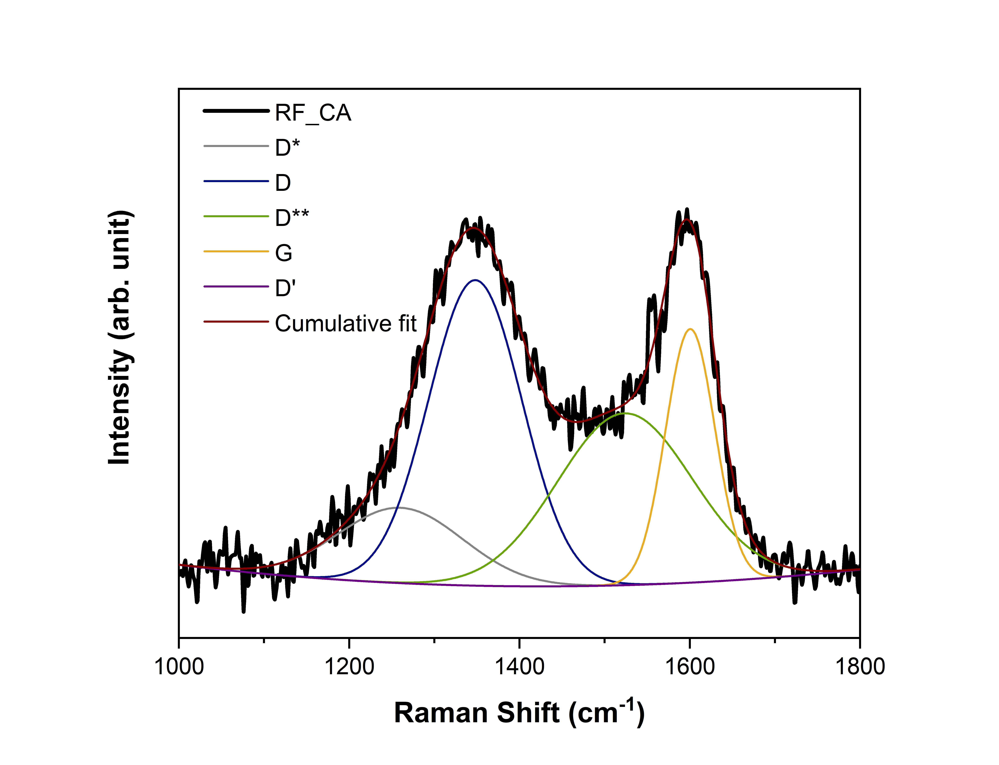 RF_CA
D*
D
D**
G
D'
Cumulative fit
Intensity (arb. unit)
1000 1200 1400 1600 1800
Raman Shift (cm⁻¹)